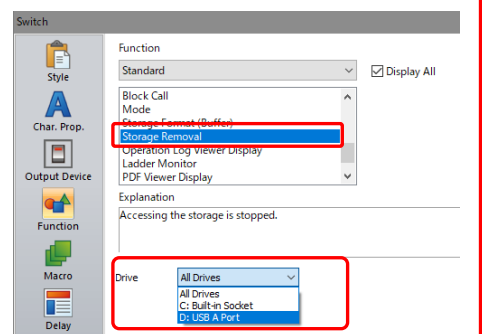 Switch
Style
Char. Prop.
Output Device
Function
Macro
Delay
Function
Standard
Display All
Block Call
Mode
Storage Format (Buffer)
Storage Removal
Operation Log Viewer Display
Ladder Monitor
PDF Viewer Display
Explanation
Accessing the storage is stopped.
Drive
All Drives
All Drives
C: Built-in Socket
D: USB A Port